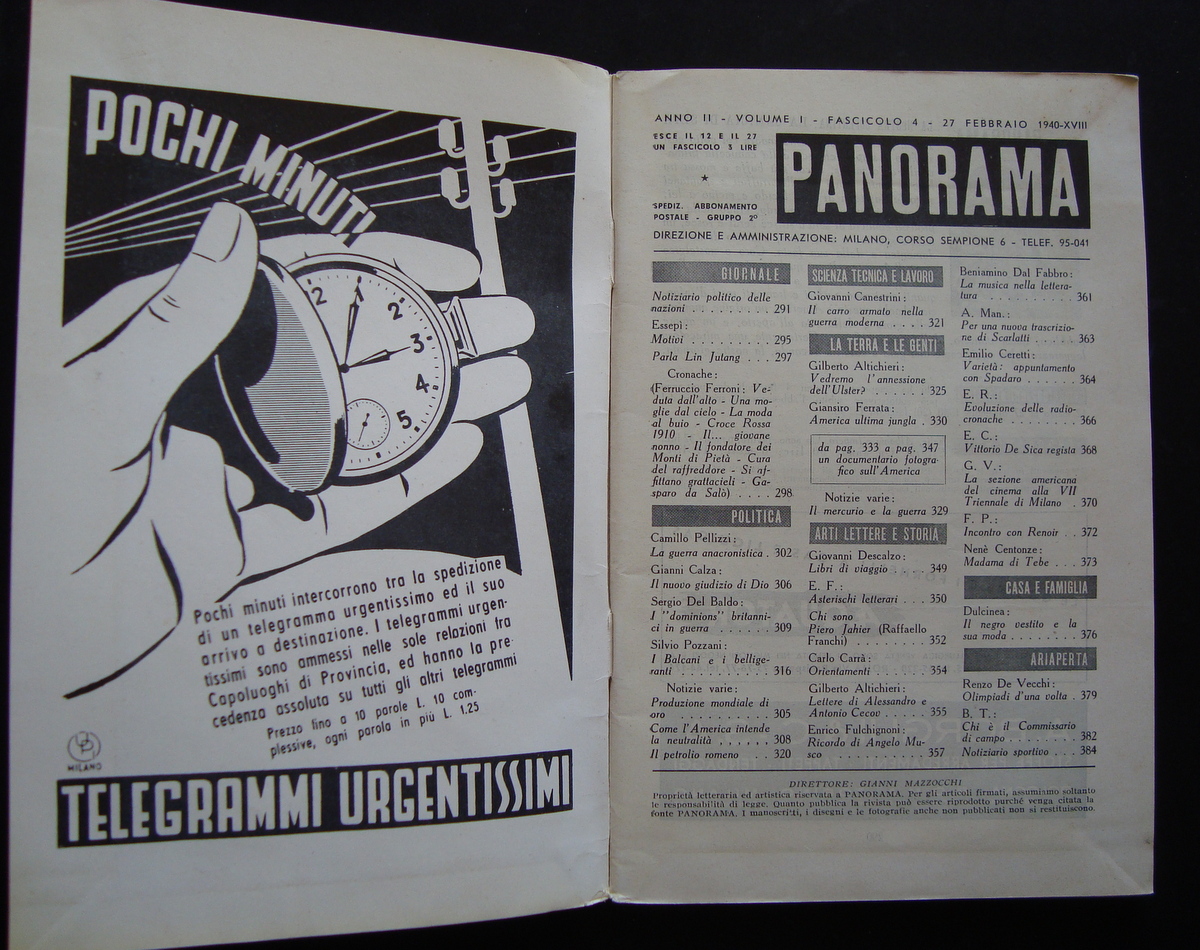 POCHI MINUTI
2
1
2
3
4
5
Pochi minuti intercorrono tra la spedizione
di un telegramma urgentissimo ed il suo
arrivo a destinazione. I telegrammi urgen-
tissimi sono ammessi nelle sole relazioni tra
Capoluoghi di Provincia, ed hanno la pre-
cedenza assoluta su tutti gli altri telegrammi
Prezzo fino a 10 parole L. 10 com-
plessive, ogni parola in più L. 1,25
MILANO
TELEGRAMMI URGENTISSIMI
ANNO II - VOLUME I - FASCICOLO 4 - 27 FEBBRAIO 1940-XVIII
ESCE IL 12 E IL 27
UN FASCICOLO 3 LIRE
★
SPEDIZ. ABBONAMENTO
POSTALE - GRUPPO 2º
PANORAMA
DIREZIONE E AMMINISTRAZIONE: MILANO, CORSO SEMPIONE 6 - TELEF. 95-041
GIORNALE
Notiziario politico delle
nazioni . . . . . . . . . 291
Essepì:
Motivi . . . . . . . . . 295
Parla Lin Jutang . . . 297
Cronache:
(Ferruccio Ferroni: Ve-
duta dall'alto - Una mo-
glie dal cielo - La moda
al buio - Croce Rossa
1910 - Il... giovane
nonno - Il fondatore dei
Monti di Pietà - Cura
del raffreddore - Si af-
fittano grattacieli - Ga-
sparo da Salò) . . . . 298
POLITICA
Camillo Pellizzi:
La guerra anacronistica . 302
Gianni Calza:
Il nuovo giudizio di Dio 306
Sergio Del Baldo:
I "dominions" britanni-
ci in guerra . . . . . . 309
Silvio Pozzani:
I Balcani e i bellige-
ranti . . . . . . . . . . 316
Notizie varie:
Produzione mondiale di
oro . . . . . . . . . . . 305
Come l'America intende
la neutralità . . . . . . 308
Il petrolio romeno . . . 320
SCIENZA TECNICA E LAVORO
Giovanni Canestrini:
Il carro armato nella
guerra moderna . . . . 321
LA TERRA E LE GENTI
Gilberto Altichieri:
Vedremo l'annessione
dell'Ulster? . . . . . . 325
Giansiro Ferrata:
America ultima jungla . 330
da pag. 333 a pag. 347
un documentario fotogra-
fico sull'America
Notizie varie:
Il mercurio e la guerra 329
ARTI LETTERE E STORIA
Giovanni Descalzo:
Libri di viaggio . . . . 349
E. F.:
Asterischi letterari . . 350
Chi sono
Piero Jahier (Raffaello
Franchi) . . . . . . . . 352
Carlo Carrà:
Orientamenti . . . . . 354
Gilberto Altichieri:
Lettere di Alessandro e
Antonio Cecov . . . . . 355
Enrico Fulchignoni:
Ricordo di Angelo Mu-
sco . . . . . . . . . . . 357
Beniamino Dal Fabbro:
La musica nella lettera-
tura . . . . . . . . . . 361
A. Man.:
Per una nuova trascrizio-
ne di Scarlatti . . . . . 363
Emilio Ceretti:
Varietà: appuntamento
con Spadaro . . . . . . 364
E. R.:
Evoluzione delle radio-
cronache . . . . . . . . 366
E. C.:
Vittorio De Sica regista 368
G. V.:
La sezione americana
del cinema alla VII
Triennale di Milano . 370
F. P.:
Incontro con Renoir . . 372
Nenè Centonze:
Madama di Tebe . . . . 373
CASA E FAMIGLIA
Dulcinea:
Il negro vestito e la
sua moda . . . . . . . . 376
ARIAPERTA
Renzo De Vecchi:
Olimpiadi d'una volta . 379
B. T.:
Chi è il Commissario
di campo . . . . . . . . 382
Notiziario sportivo . . . 384
DIRETTORE: GIANNI MAZZOCCHI
Proprietà letteraria ed artistica riservata a PANORAMA. Per gli articoli firmati, assumiamo soltanto
le responsabilità di legge. Quanto pubblica la rivista può essere riprodotto purché venga citata la
fonte PANORAMA. I manoscritti, i disegni e le fotografie anche non pubblicati non si restituiscono.